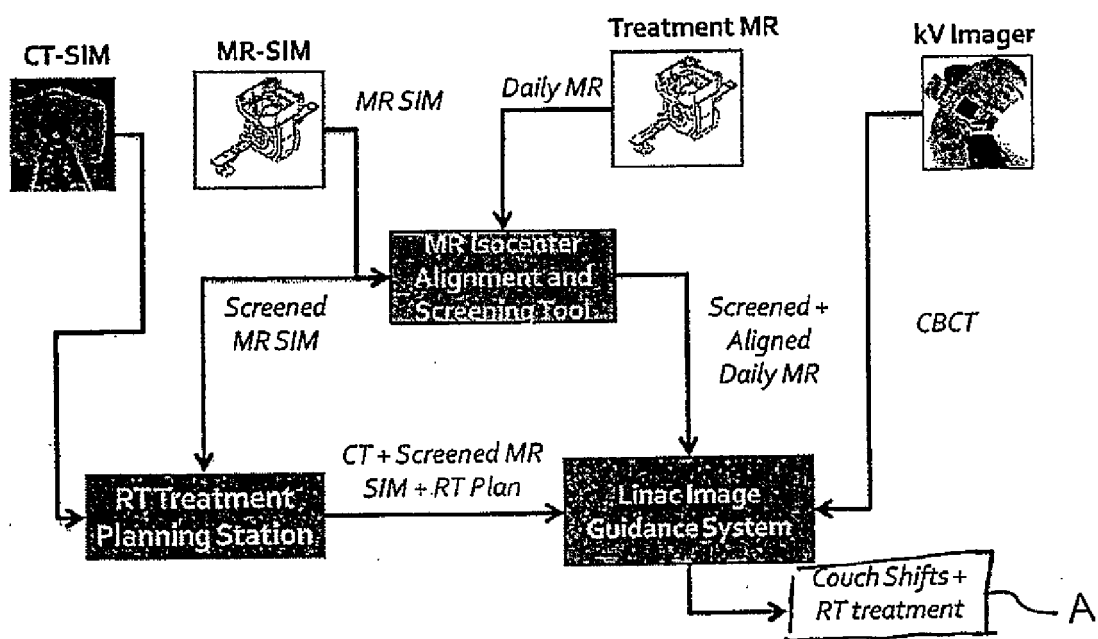 CT-SIM
MR-SIM
Treatment MR
kV Imager
MR SIM
Daily MR
MR Isocenter
Alignment and
Screening Tool
Screened
MR SIM
Screened +
Aligned
Daily MR
CBCT
CT + Screened MR
SIM + RT Plan
RT Treatment
Planning Station
Linac Image
Guidance System
Couch Shifts +
RT treatment
A